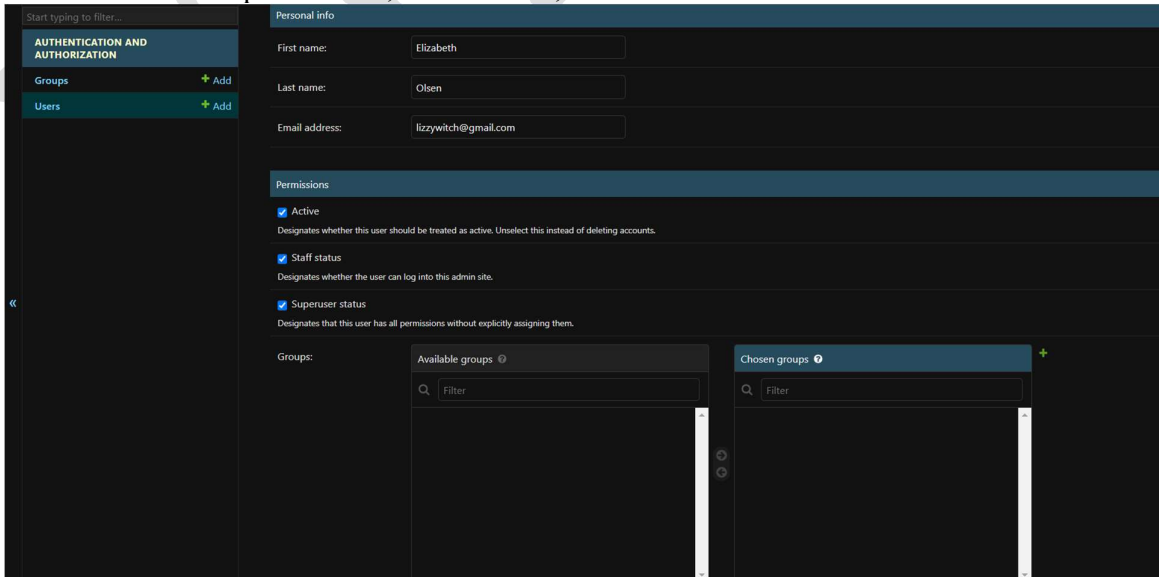 Start typing to filter...
AUTHENTICATION AND
AUTHORIZATION
Groups + Add
Users + Add
«
Personal info
First name: Elizabeth
Last name: Olsen
Email address: lizzywitch@gmail.com
Permissions
Active
Designates whether this user should be treated as active. Unselect this instead of deleting accounts.
Staff status
Designates whether the user can log into this admin site.
Superuser status
Designates that this user has all permissions without explicitly assigning them.
Groups:
Available groups ?
Filter
Chosen groups ?
Filter